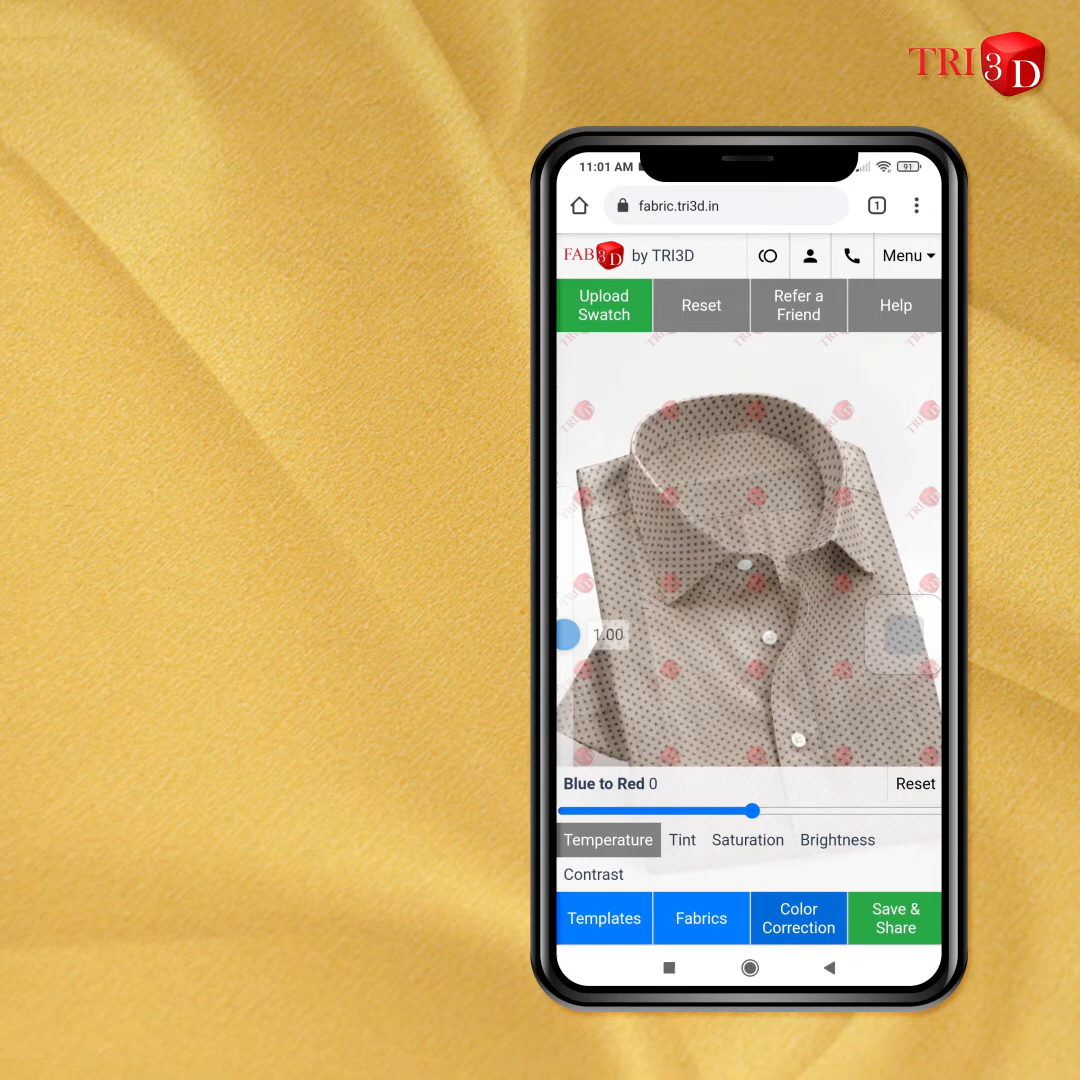 TRI3D
11:01 AM
91
fabric.tri3d.in
1
FAB3D by TRI3D
Menu
Upload Swatch
Reset
Refer a Friend
Help
1.00
Blue to Red 0
Reset
Temperature Tint Saturation Brightness
Contrast
Templates
Fabrics
Color Correction
Save & Share